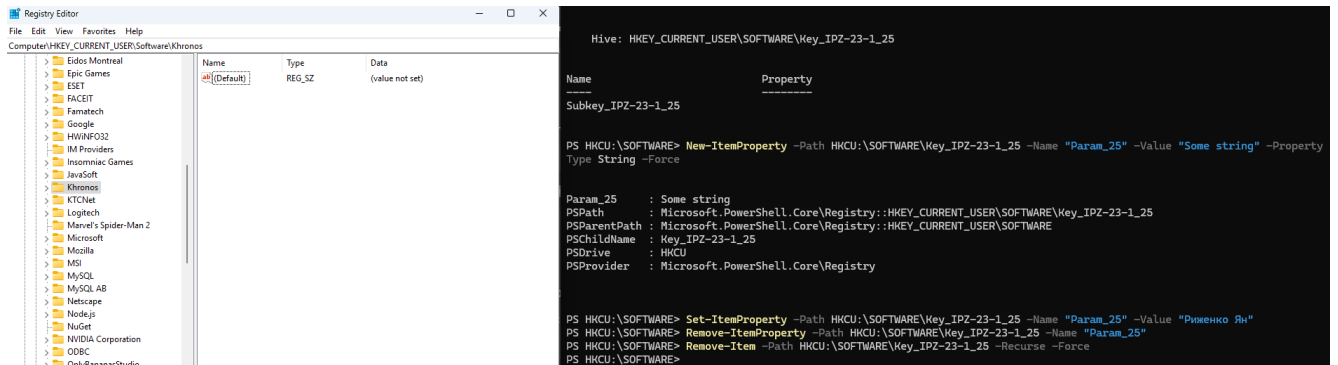 Registry Editor
File Edit View Favorites Help
Computer\HKEY_CURRENT_USER\Software\Khronos
Eidos Montreal
Epic Games
ESET
FACEIT
Famatech
Google
HWiNFO32
IM Providers
Insomniac Games
JavaSoft
Khronos
KTCNet
Logitech
Marvel's Spider-Man 2
Microsoft
Mozilla
MSI
MySQL
MySQL AB
Netscape
Node.js
NuGet
NVIDIA Corporation
ODBC
Name Type Data
ab (Default) REG_SZ (value not set)
Hive: HKEY_CURRENT_USER\SOFTWARE\Key_IPZ-23-1_25
Name Property
---- --------
Subkey_IPZ-23-1_25
PS HKCU:\SOFTWARE> New-ItemProperty -Path HKCU:\SOFTWARE\Key_IPZ-23-1_25 -Name "Param_25" -Value "Some string" -Property
Type String -Force
Param_25 : Some string
PSPath : Microsoft.PowerShell.Core\Registry::HKEY_CURRENT_USER\SOFTWARE\Key_IPZ-23-1_25
PSParentPath : Microsoft.PowerShell.Core\Registry::HKEY_CURRENT_USER\SOFTWARE
PSChildName : Key_IPZ-23-1_25
PSDrive : HKCU
PSProvider : Microsoft.PowerShell.Core\Registry
PS HKCU:\SOFTWARE> Set-ItemProperty -Path HKCU:\SOFTWARE\Key_IPZ-23-1_25 -Name "Param_25" -Value "Риженко Ян"
PS HKCU:\SOFTWARE> Remove-ItemProperty -Path HKCU:\SOFTWARE\Key_IPZ-23-1_25 -Name "Param_25"
PS HKCU:\SOFTWARE> Remove-Item -Path HKCU:\SOFTWARE\Key_IPZ-23-1_25 -Recurse -Force
PS HKCU:\SOFTWARE>